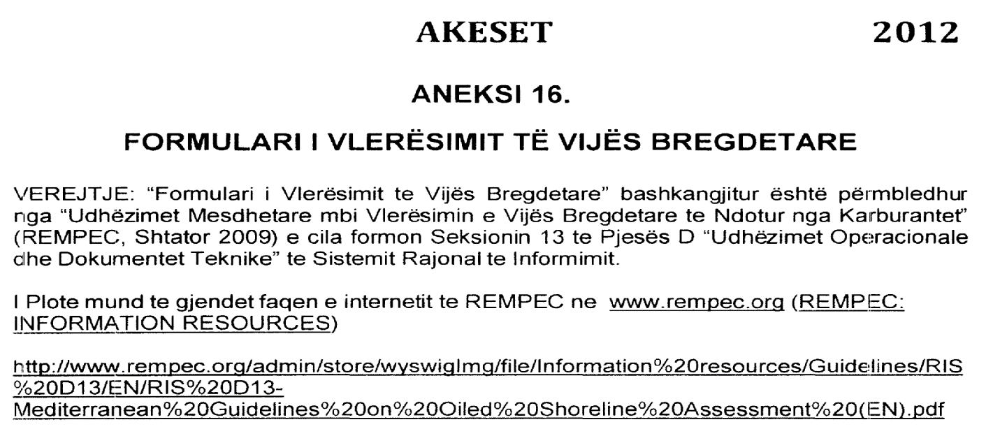 AKESET 2012
ANEKSI 16.
FORMULARI I VLERËSIMIT TË VIJËS BREGDETARE
VEREJTJE: “Formulari i Vlerësimit te Vijës Bregdetare” bashkangjitur është përmbledhur
nga “Udhëzimet Mesdhetare mbi Vlerësimin e Vijës Bregdetare te Ndotur nga Karburantet”
(REMPEC, Shtator 2009) e cila formon Seksionin 13 te Pjesës D “Udhëzimet Operacionale
dhe Dokumentet Teknike” te Sistemit Rajonal te Informimit.
I Plote mund te gjendet faqen e internetit te REMPEC ne www.rempec.org (REMPEC:
INFORMATION RESOURCES)
http://www.rempec.org/admin/store/wyswigImg/file/Information%20resources/Guidelines/RIS
%20D13/EN/RIS%20D13-
Mediterranean%20Guidelines%20on%20Oiled%20Shoreline%20Assessment%20(EN).pdf